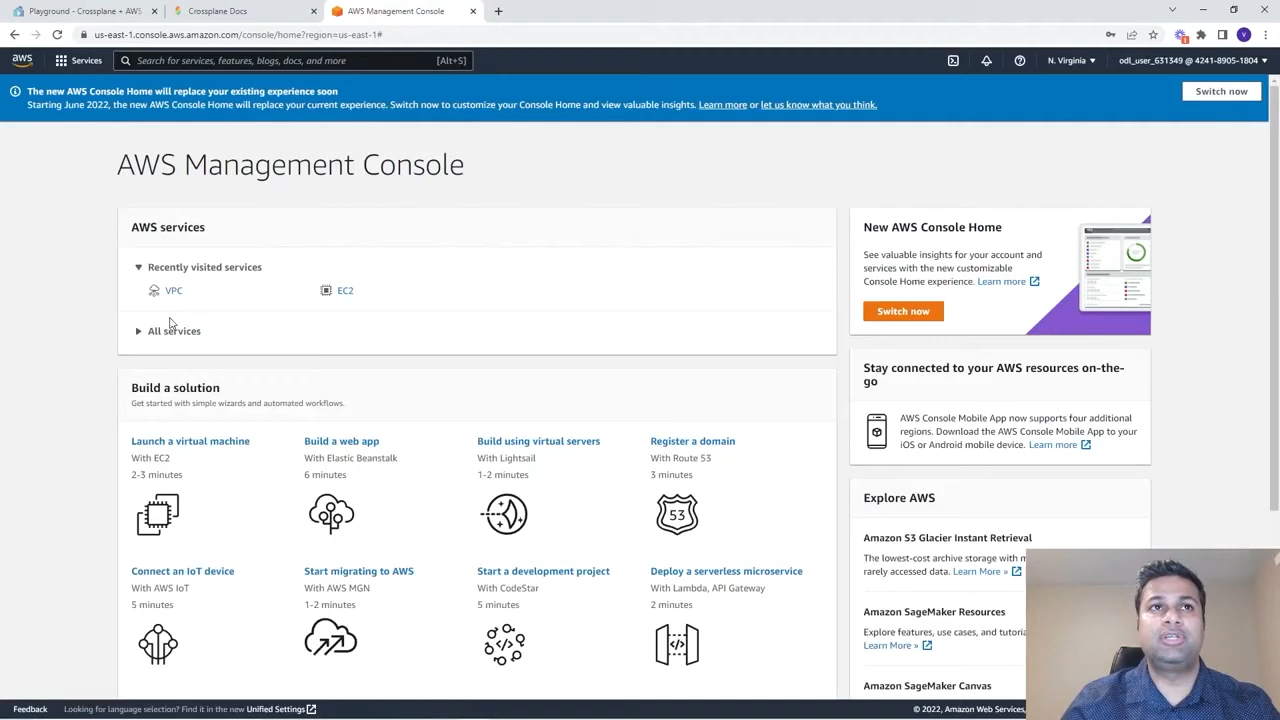 Playground - Crossplane + AWS
Crossplane Docs
AWS Management Console
us-east-1.console.aws.amazon.com/console/home?region=us-east-1#
V
aws
Services
Search for services, features, blogs, docs, and more
[Alt+S]
N. Virginia
odl_user_631349 @ 4241-8905-1804
The new AWS Console Home will replace your existing experience soon
Starting June 2022, the new AWS Console Home will replace your current experience. Switch now to customize your Console Home and view valuable insights. Learn more or let us know what you think.
Switch now
AWS Management Console
AWS services
Recently visited services
VPC
EC2
All services
Build a solution
Get started with simple wizards and automated workflows.
Launch a virtual machine
With EC2
2-3 minutes
Build a web app
With Elastic Beanstalk
6 minutes
Build using virtual servers
With Lightsail
1-2 minutes
Register a domain
With Route 53
3 minutes
53
Connect an IoT device
With AWS IoT
5 minutes
Start migrating to AWS
With AWS MGN
1-2 minutes
Start a development project
With CodeStar
5 minutes
Deploy a serverless microservice
With Lambda, API Gateway
2 minutes
New AWS Console Home
See valuable insights for your account and
services with the new customizable
Console Home experience. Learn more
Switch now
Stay connected to your AWS resources on-the-
go
AWS Console Mobile App now supports four additional
regions. Download the AWS Console Mobile App to your
iOS or Android mobile device. Learn more
Explore AWS
Amazon S3 Glacier Instant Retrieval
The lowest-cost archive storage with
rarely accessed data. Learn More »
Amazon SageMaker Resources
Explore features, use cases, and
Learn More »
Amazon SageMaker Canvas
Feedback
Looking for language selection? Find it in the new Unified Settings
© 2022, Amazon Web Services,